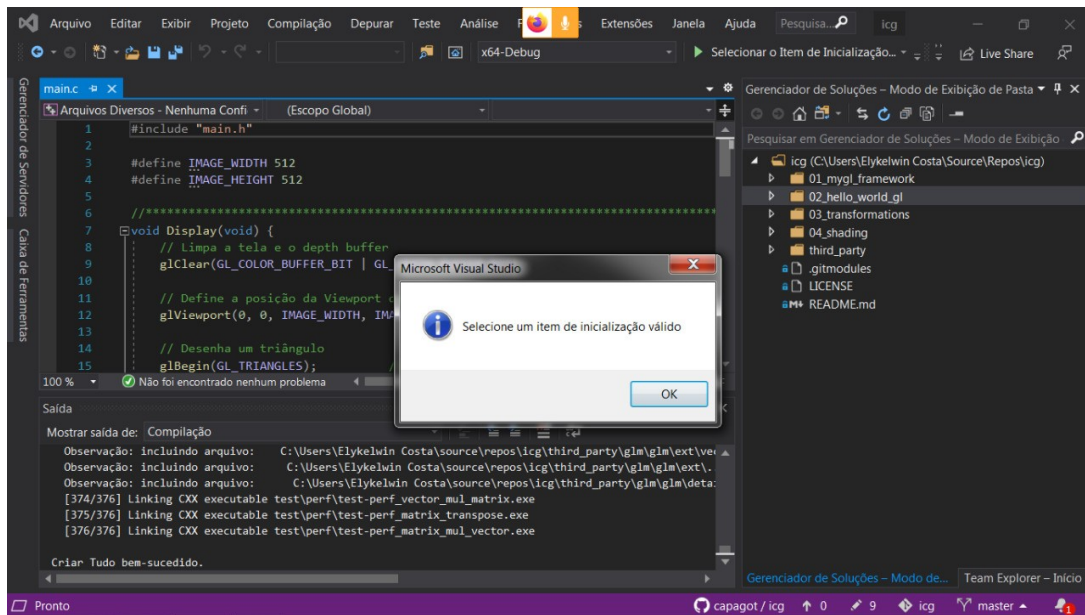 Arquivo Editar Exibir Projeto Compilação Depurar Teste Análise Extensões Janela Ajuda Pesquisa... icg
x64-Debug Selecionar o Item de Inicialização... Live Share
Gerenciador de Servidores
Caixa de Ferramentas
main.c
Arquivos Diversos - Nenhuma Confi (Escopo Global)
1 #include "main.h"
2
3 #define IMAGE_WIDTH 512
4 #define IMAGE_HEIGHT 512
5
6 //*****************************************************************************
7 void Display(void) {
8 // Limpa a tela e o depth buffer
9 glClear(GL_COLOR_BUFFER_BIT | GL_
10
11 // Define a posição da Viewport
12 glViewport(0, 0, IMAGE_WIDTH,
13
14 // Desenha um triângulo
15 glBegin(GL_TRIANGLES);
100 % Não foi encontrado nenhum problema
Microsoft Visual Studio
Selecione um item de inicialização válido
OK
Saída
Mostrar saída de: Compilação
Observação: incluindo arquivo: C:\Users\Elykelwin Costa\source\repos\icg\third_party\glm\glm\ext\ve
Observação: incluindo arquivo: C:\Users\Elykelwin Costa\source\repos\icg\third_party\glm\glm\ext\.
Observação: incluindo arquivo: C:\Users\Elykelwin Costa\source\repos\icg\third_party\glm\glm\deta
[374/376] Linking CXX executable test\perf\test-perf_vector_mul_matrix.exe
[375/376] Linking CXX executable test\perf\test-perf_matrix_transpose.exe
[376/376] Linking CXX executable test\perf\test-perf_matrix_mul_vector.exe
Criar Tudo bem-sucedido.
Gerenciador de Soluções – Modo de Exibição de Pasta
Pesquisar em Gerenciador de Soluções – Modo de Exibição
icg (C:\Users\Elykelwin Costa\Source\Repos\icg)
01_mygl_framework
02_hello_world_gl
03_transformations
04_shading
third_party
.gitmodules
LICENSE
README.md
Gerenciador de Soluções – Modo de... Team Explorer – Início
Pronto capagot / icg 0 9 icg master 1